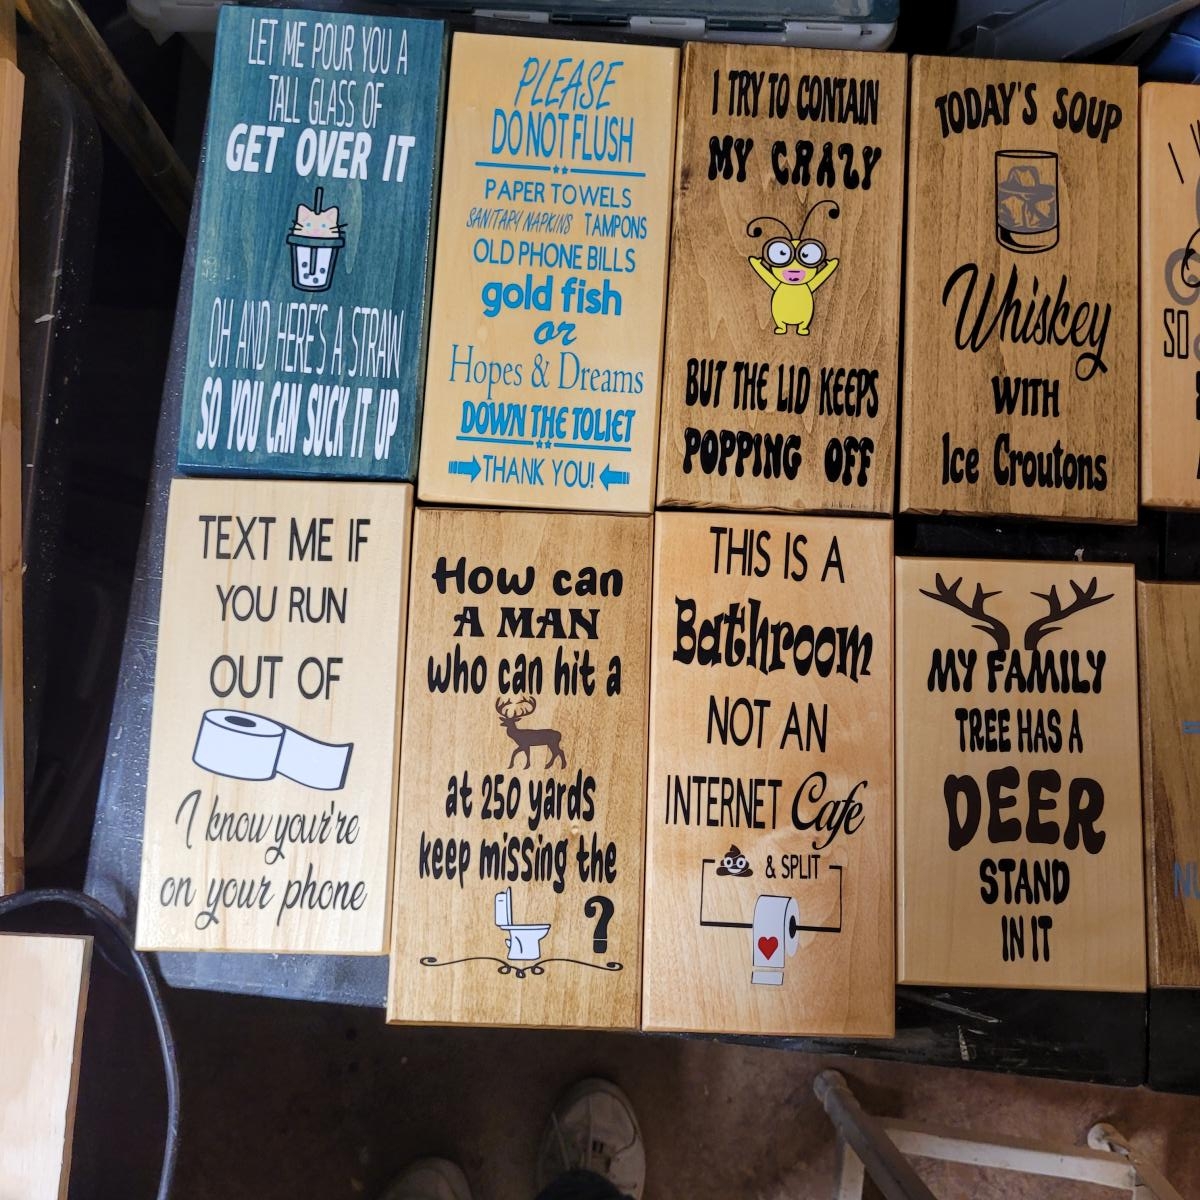 LET ME POUR YOU A
TALL GLASS OF
GET OVER IT
OH AND HERE'S A STRAW
SO YOU CAN SUCK IT UP
PLEASE
DO NOT FLUSH
PAPER TOWELS
SANITARY NAPKINS TAMPONS
OLD PHONE BILLS
gold fish
or
Hopes & Dreams
DOWN THE TOLIET
THANK YOU!
I TRY TO CONTAIN
MY CRAZY
BUT THE LID KEEPS
POPPING OFF
TODAY'S SOUP
Whiskey
WITH
Ice Croutons
SO
TEXT ME IF
YOU RUN
OUT OF
I know your're
on your phone
How can
A MAN
who can hit a
at 250 yards
keep missing the
?
THIS IS A
Bathroom
NOT AN
INTERNET Cafe
& SPLIT
MY FAMILY
TREE HAS A
DEER
STAND
IN IT